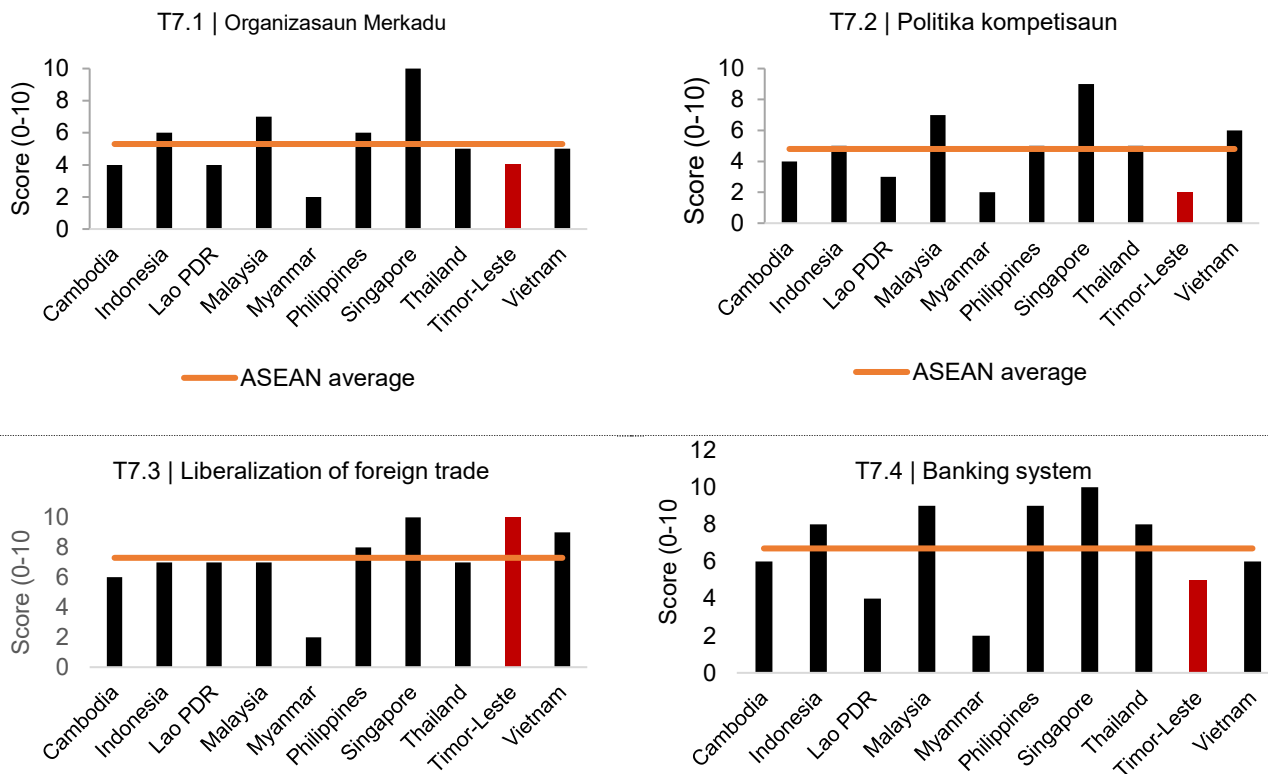 T7.1 | Organizasaun Merkadu
Score (0-10)
10
8
6
4
2
0
Cambodia
Indonesia
Lao PDR
Malaysia
Myanmar
Philippines
Singapore
Thailand
Timor-Leste
Vietnam
ASEAN average
T7.2 | Politika kompetisaun
Score (0-10)
10
8
6
4
2
0
Cambodia
Indonesia
Lao PDR
Malaysia
Myanmar
Philippines
Singapore
Thailand
Timor-Leste
Vietnam
ASEAN average
T7.3 | Liberalization of foreign trade
Score (0-10
10
8
6
4
2
0
Cambodia
Indonesia
Lao PDR
Malaysia
Myanmar
Philippines
Singapore
Thailand
Timor-Leste
Vietnam
T7.4 | Banking system
Score (0-10
12
10
8
6
4
2
0
Cambodia
Indonesia
Lao PDR
Malaysia
Myanmar
Philippines
Singapore
Thailand
Timor-Leste
Vietnam